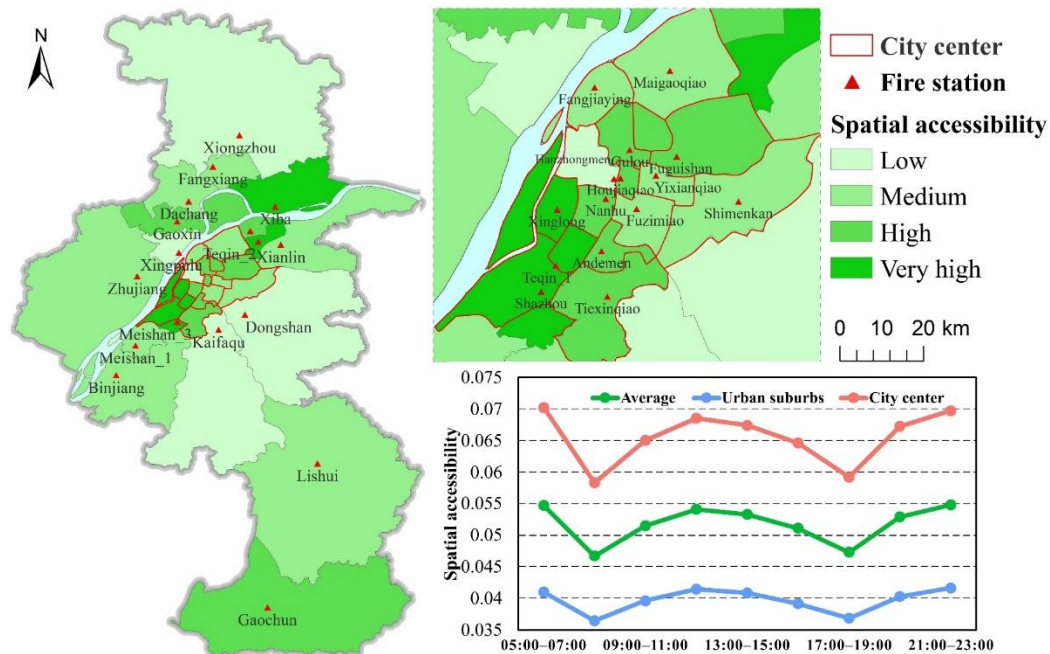 N
Xiongzhou
Fangxiang
Dachang
Gaoxin
Xiba
Teqin_2
Xianlin
Xingpulu
Zhujiang
Dongshan
Meishan_3
Kaifaqu
Meishan_1
Binjiang
Lishui
Gaochun
Maigaoqiao
Fangjiaying
Hanzhongmen
Gulou
Fuguishan
Houjiaqiao
Yixianqiao
Nanhu
Shimenkan
Xinglong
Fuzimiao
Andemen
Teqin_1
Shazhou
Tiexinqiao
City center
Fire station
Spatial accessibility
Low
Medium
High
Very high
0 10 20 km
Average Urban suburbs City center
Spatial accessibility
0.075
0.07
0.065
0.06
0.055
0.05
0.045
0.04
0.035
05:00–07:00 09:00–11:00 13:00–15:00 17:00–19:00 21:00–23:00